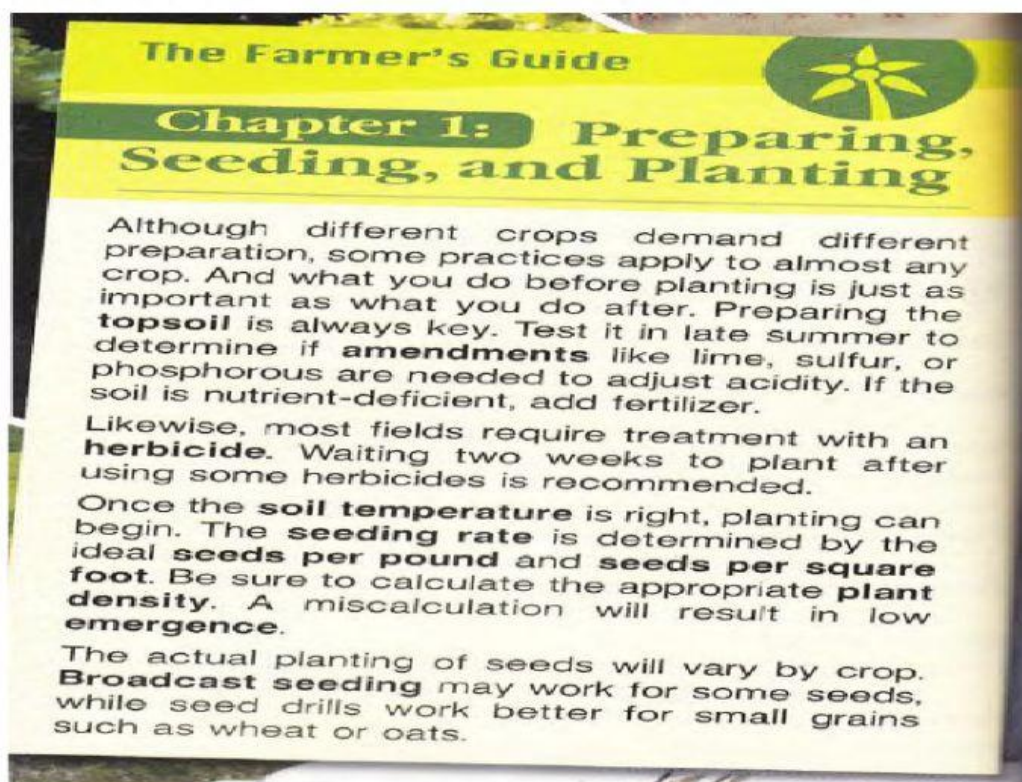 The Farmer's Guide
Chapter 1: Preparing,
Seeding, and Planting
Although different crops demand different
preparation, some practices apply to almost any
crop. And what you do before planting is just as
important as what you do after. Preparing the
topsoil is always key. Test it in late summer to
determine if amendments like lime, sulfur, or
phosphorous are needed to adjust acidity. If the
soil is nutrient-deficient, add fertilizer.
Likewise, most fields require treatment with an
herbicide. Waiting two weeks to plant after
using some herbicides is recommended.
Once the soil temperature is right, planting can
begin. The seeding rate is determined by the
ideal seeds per pound and seeds per square
foot. Be sure to calculate the appropriate plant
density. A miscalculation will result in low
emergence.
The actual planting of seeds will vary by crop.
Broadcast seeding may work for some seeds,
while seed drills work better for small grains
such as wheat or oats.